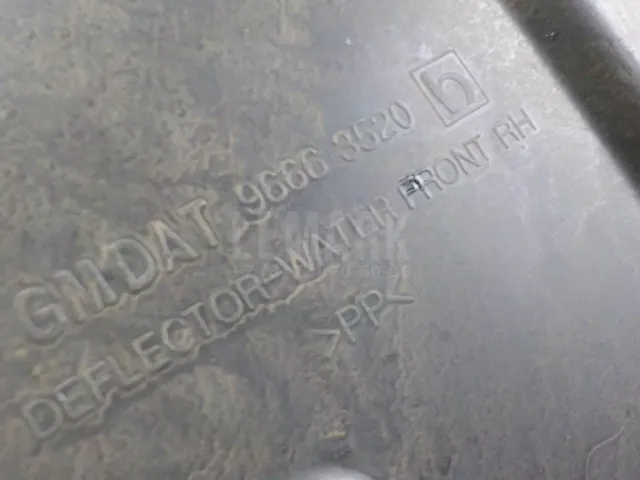 GMDAT 9666 3520
DEFLECTOR-WATER FRONT RH
>PP<